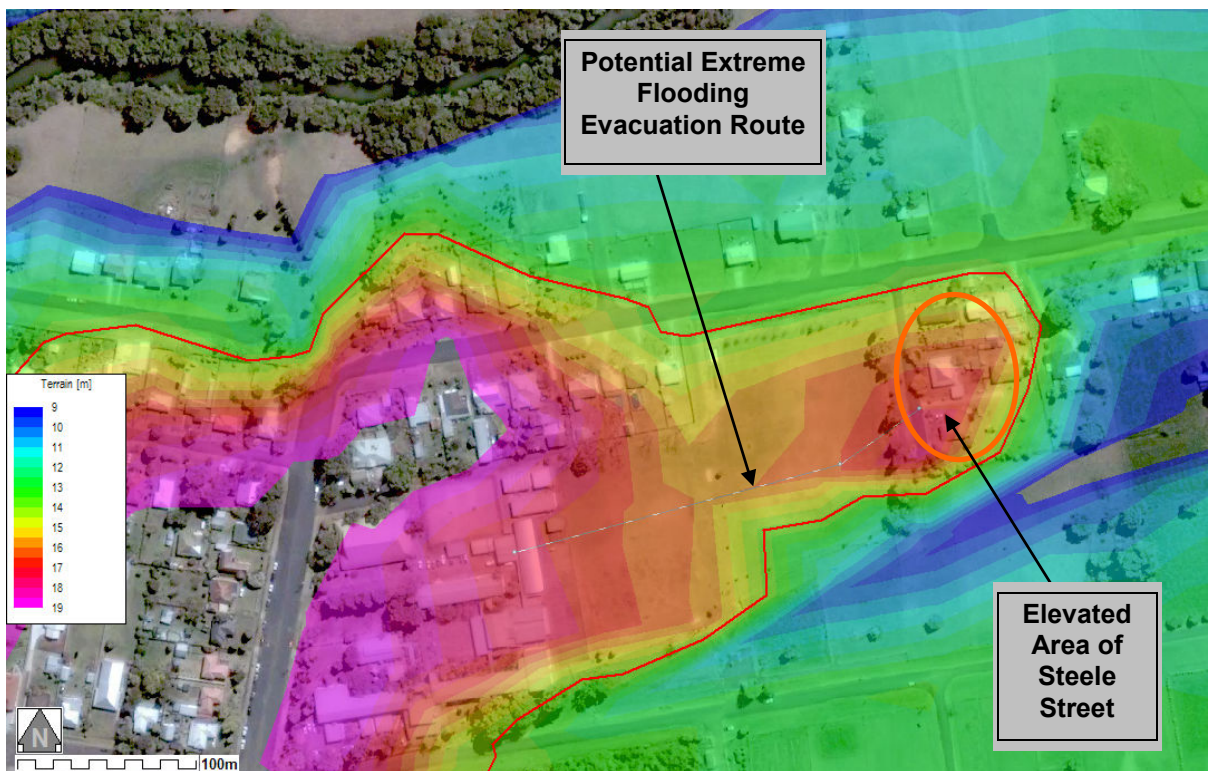 Potential Extreme
Flooding
Evacuation Route
Terrain [m]
9
10
11
12
13
14
15
16
17
18
19
Elevated
Area of
Steele
Street
N
100m